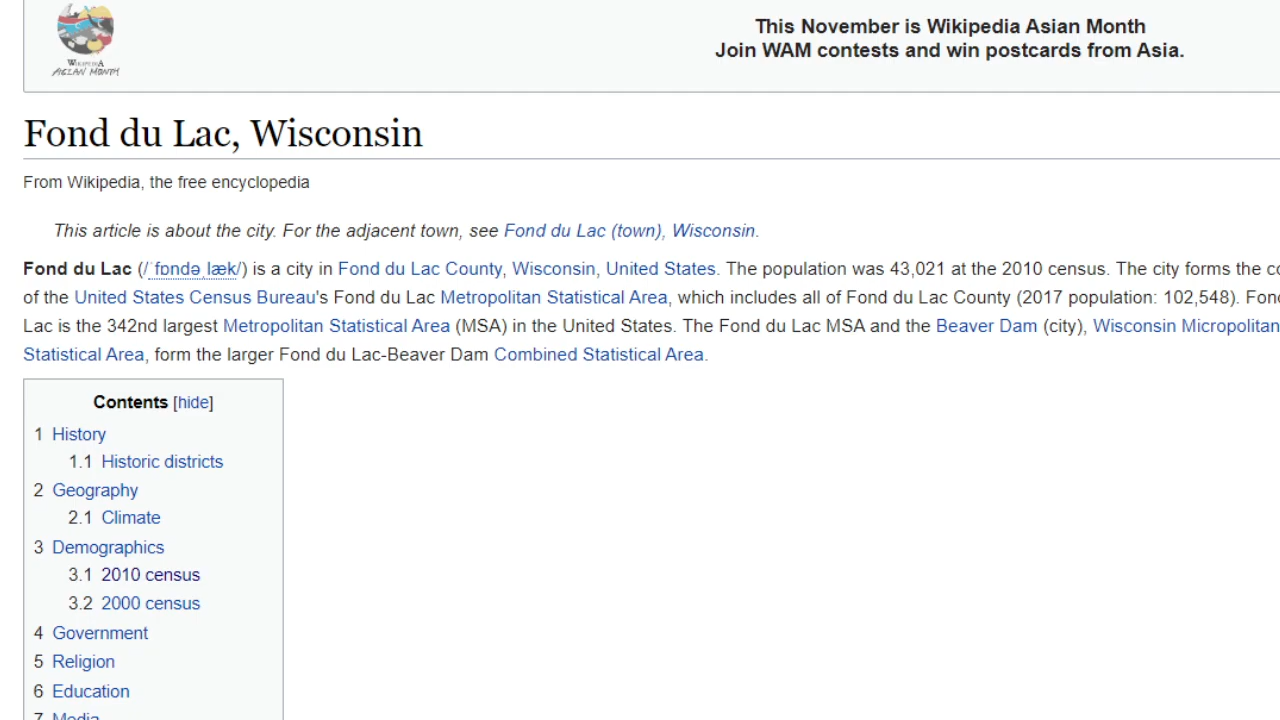 WIKIPEDIA
ASIAN MONTH
This November is Wikipedia Asian Month
Join WAM contests and win postcards from Asia.
Fond du Lac, Wisconsin
From Wikipedia, the free encyclopedia
This article is about the city. For the adjacent town, see Fond du Lac (town), Wisconsin.
Fond du Lac (/ˈfɒndəˌlæk/) is a city in Fond du Lac County, Wisconsin, United States. The population was 43,021 at the 2010 census. The city forms the
of the United States Census Bureau's Fond du Lac Metropolitan Statistical Area, which includes all of Fond du Lac County (2017 population: 102,548). Fond
Lac is the 342nd largest Metropolitan Statistical Area (MSA) in the United States. The Fond du Lac MSA and the Beaver Dam (city), Wisconsin Micropolitan
Statistical Area, form the larger Fond du Lac-Beaver Dam Combined Statistical Area.
Contents [hide]
1 History
1.1 Historic districts
2 Geography
2.1 Climate
3 Demographics
3.1 2010 census
3.2 2000 census
4 Government
5 Religion
6 Education
7 Media